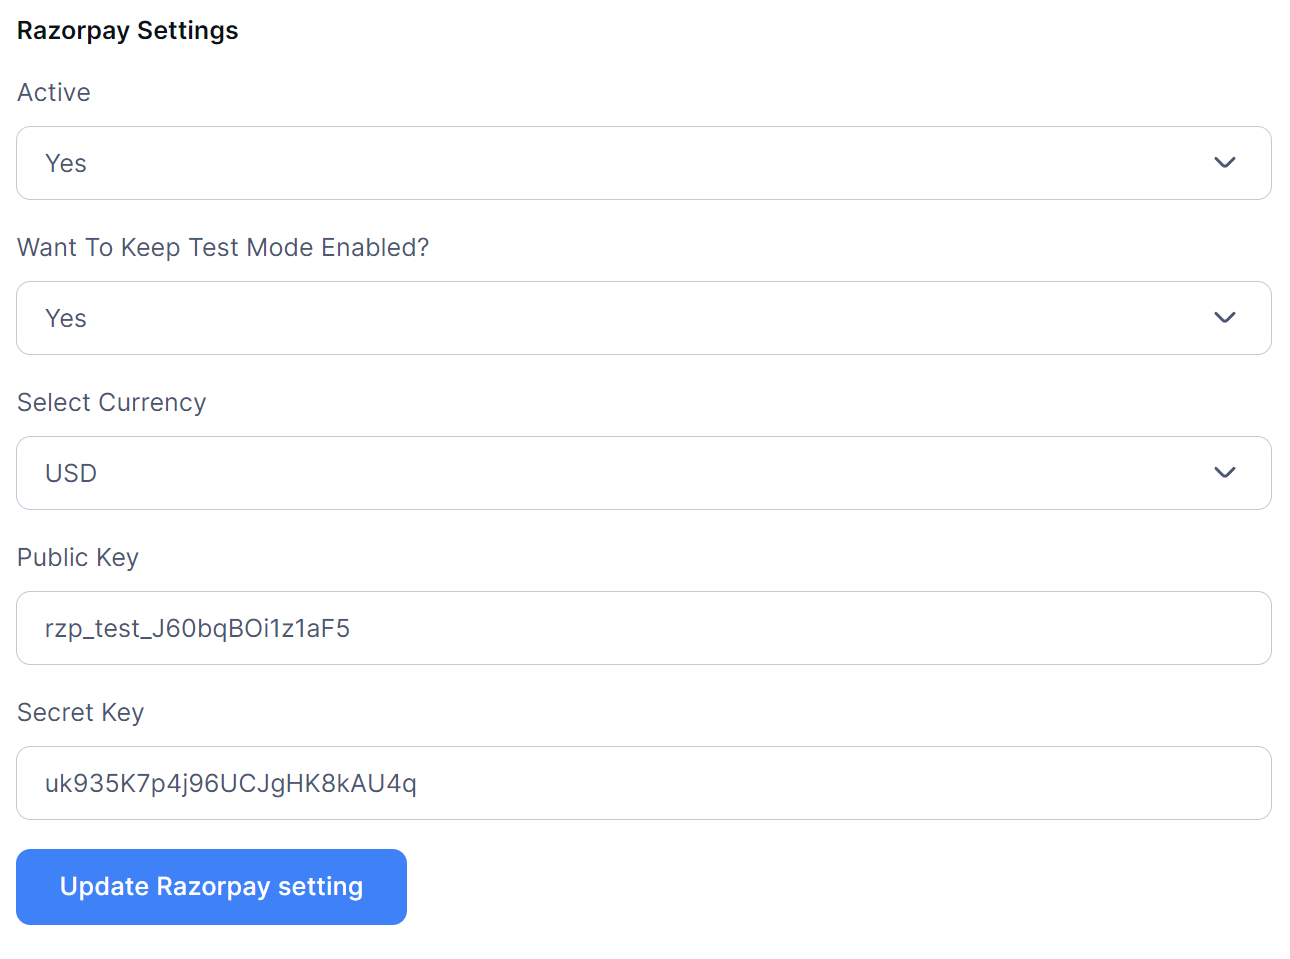 Razorpay Settings
Active
Yes
Want To Keep Test Mode Enabled?
Yes
Select Currency
USD
Public Key
rzp_test_J60bqBOi1z1aF5
Secret Key
uk935K7p4j96UCJgHK8kAU4q
Update Razorpay setting